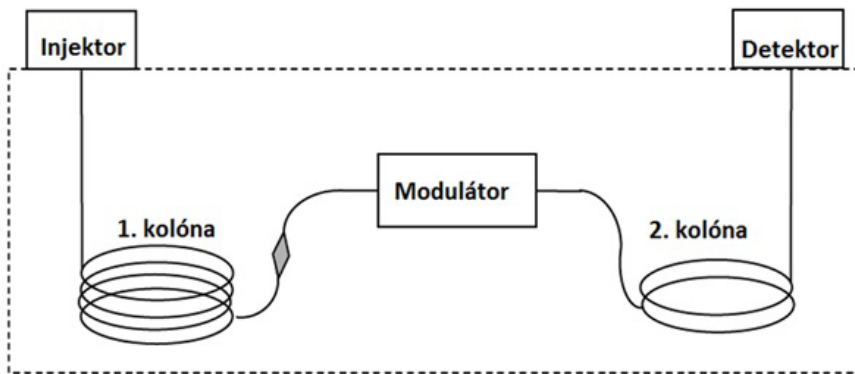 Injektor
Detektor
Modulátor
1. kolóna
2. kolóna